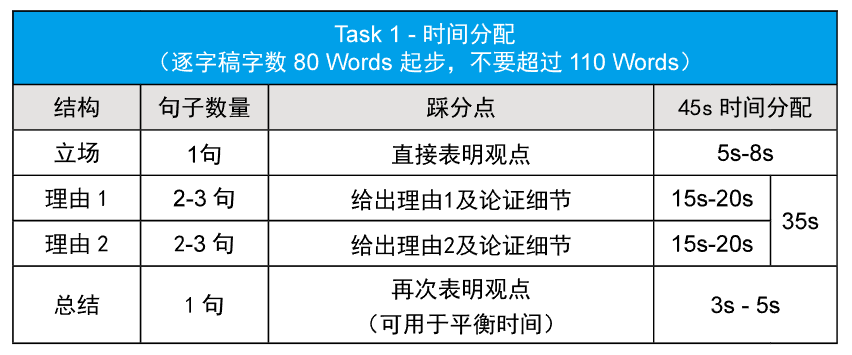 Task 1 - 时间分配
（逐字稿字数 80 Words 起步，不要超过 110 Words）
结构 句子数量 踩分点 45s 时间分配
立场 1句 直接表明观点 5s-8s
理由 1 2-3 句 给出理由1及论证细节 15s-20s
35s
理由 2 2-3 句 给出理由2及论证细节 15s-20s
总结 1 句 再次表明观点 3s - 5s
（可用于平衡时间）